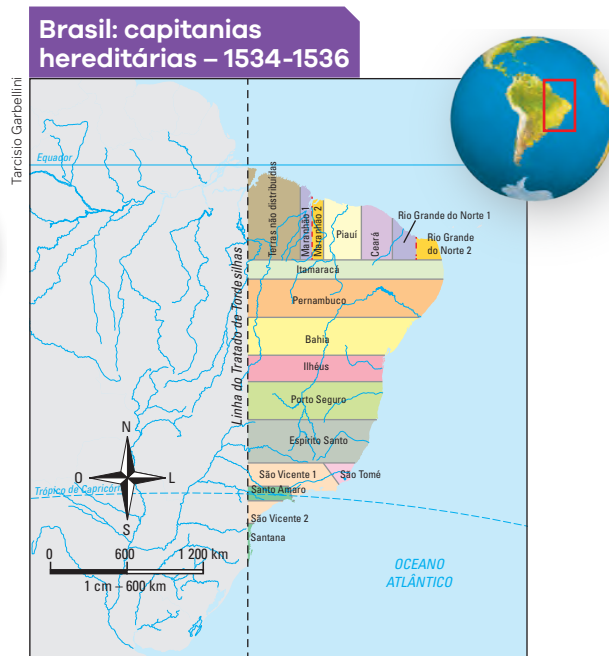 Brasil: capitanias
hereditárias – 1534-1536
Tarcísio Garbellini
Equador
Linha do Tratado de Tordesilhas
Terras não distribuídas
Maranhão 1
Maranhão 2
Piauí
Ceará
Rio Grande do Norte 1
Rio Grande
do Norte 2
Itamaracá
Pernambuco
Bahia
Ilhéus
Porto Seguro
Espírito Santo
São Vicente 1
São Tomé
Santo Amaro
São Vicente 2
Santana
Trópico de Capricórnio
N
O
L
S
0 600 1 200 km
1 cm – 600 km
OCEANO
ATLÂNTICO